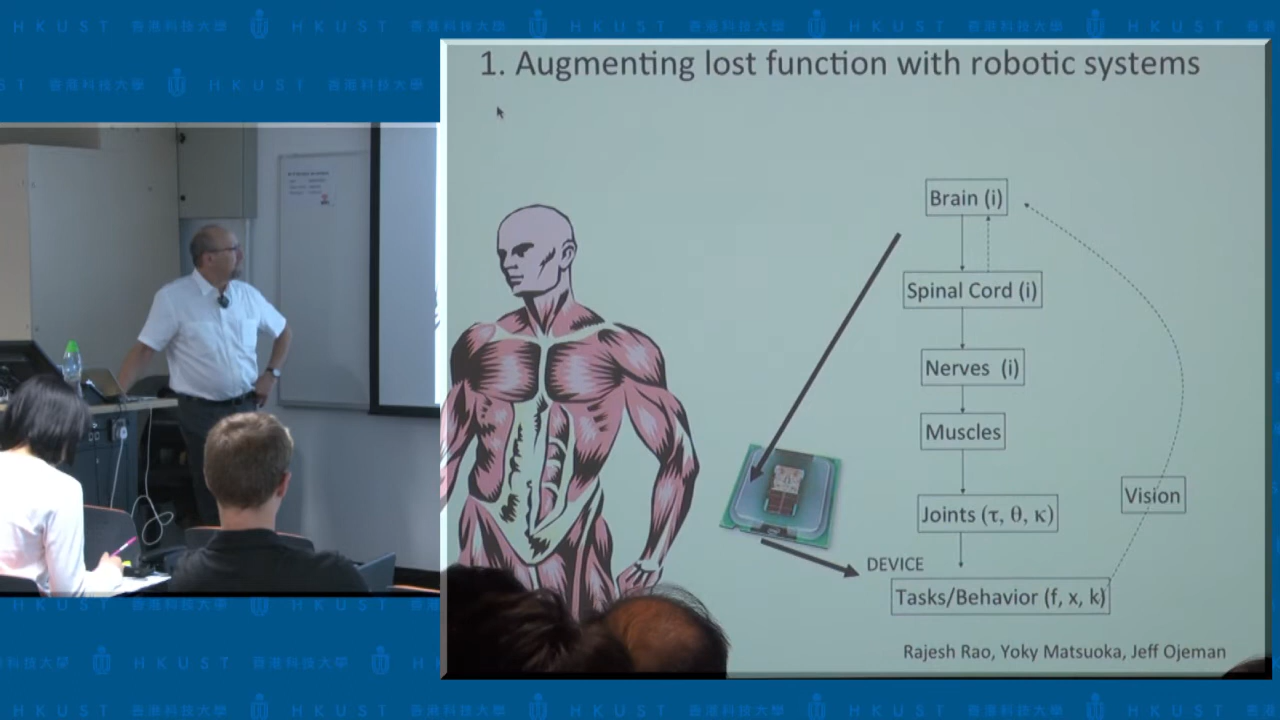 HKUST 香港科技大學
1. Augmenting lost function with robotic systems
Brain (i)
Spinal Cord (i)
Nerves (i)
Muscles
Joints (τ, θ, κ)
Vision
DEVICE
Tasks/Behavior (f, x, k)
Rajesh Rao, Yoky Matsuoka, Jeff Ojeman